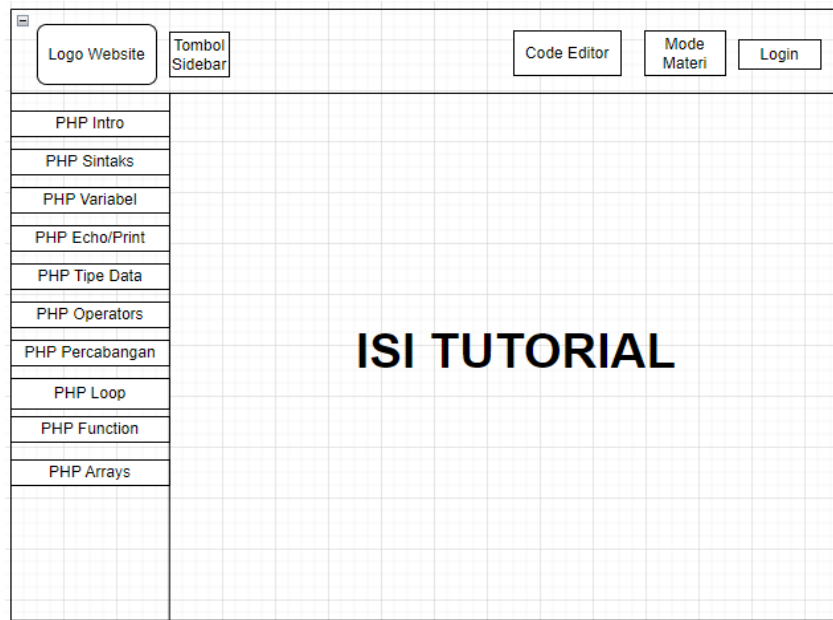 Logo Website
Tombol
Sidebar
Code Editor
Mode
Materi
Login
PHP Intro
PHP Sintaks
PHP Variabel
PHP Echo/Print
PHP Tipe Data
PHP Operators
PHP Percabangan
PHP Loop
PHP Function
PHP Arrays
ISI TUTORIAL